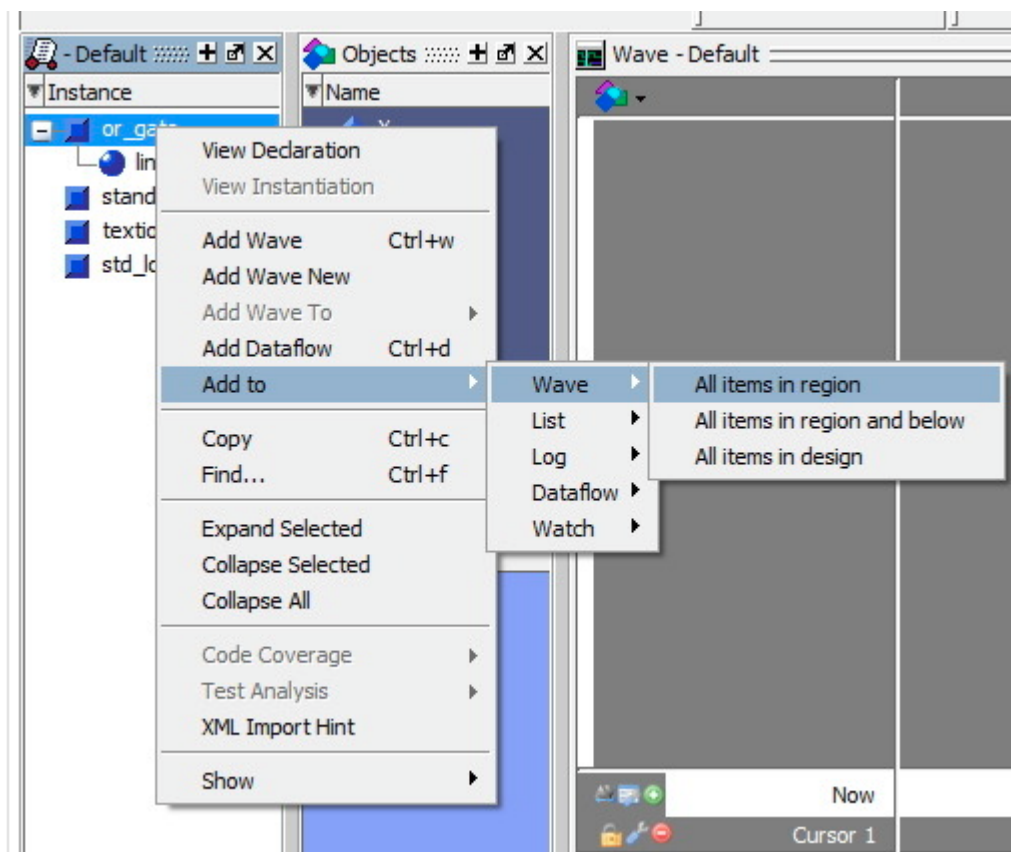 - Default
Objects
Wave - Default
Instance
Name
or_gate
View Declaration
View Instantiation
Add Wave Ctrl+w
Add Wave New
Add Wave To
Add Dataflow Ctrl+d
Add to
Wave
All items in region
List
All items in region and below
Log
All items in design
Dataflow
Watch
Copy Ctrl+c
Find... Ctrl+f
Expand Selected
Collapse Selected
Collapse All
Code Coverage
Test Analysis
XML Import Hint
Show
lin
stand
textio
Now
Cursor 1